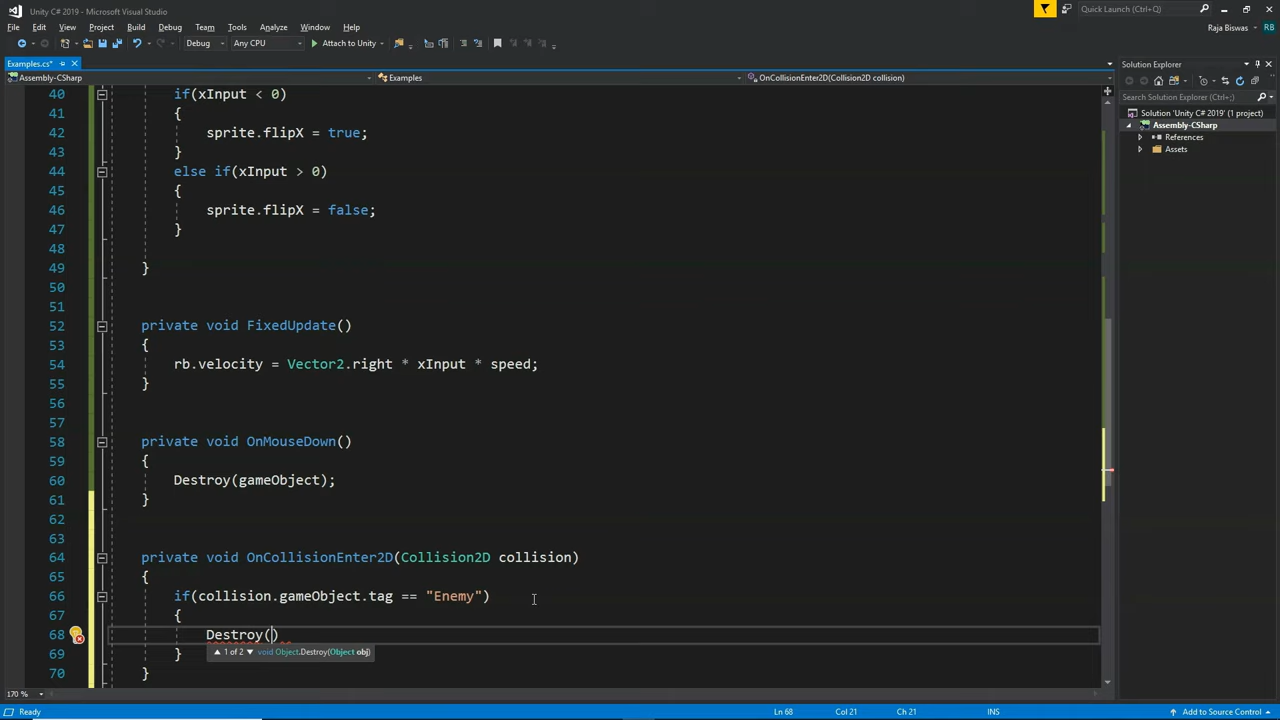 Unity C# 2019 - Microsoft Visual Studio
Quick Launch (Ctrl+Q)
File Edit View Project Build Debug Team Tools Analyze Window Help
Raja Biswas RB
Debug Any CPU Attach to Unity
Examples.cs*
Solution Explorer
Assembly-CSharp Examples OnCollisionEnter2D(Collision2D collision)
Search Solution Explorer (Ctrl+;)
Solution 'Unity C# 2019' (1 project)
Assembly-CSharp
References
Assets
40 if(xInput < 0)
41 {
42 sprite.flipX = true;
43 }
44 else if(xInput > 0)
45 {
46 sprite.flipX = false;
47 }
48
49 }
50
51
52 private void FixedUpdate()
53 {
54 rb.velocity = Vector2.right * xInput * speed;
55 }
56
57
58 private void OnMouseDown()
59 {
60 Destroy(gameObject);
61 }
62
63
64 private void OnCollisionEnter2D(Collision2D collision)
65 {
66 if(collision.gameObject.tag == "Enemy")
67 {
68 Destroy()
▲ 1 of 2 ▼ void Object.Destroy(Object obj)
69 }
70 }
170 %
Ready Ln 68 Col 21 Ch 21 INS Add to Source Control